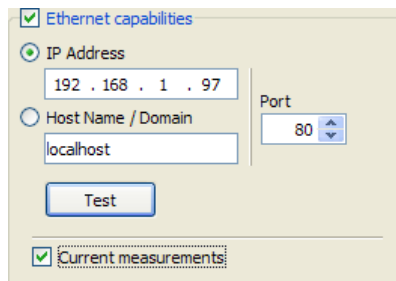 Ethernet capabilities
IP Address
192 . 168 . 1 . 97
Port
Host Name / Domain
80
localhost
Test
Current measurements